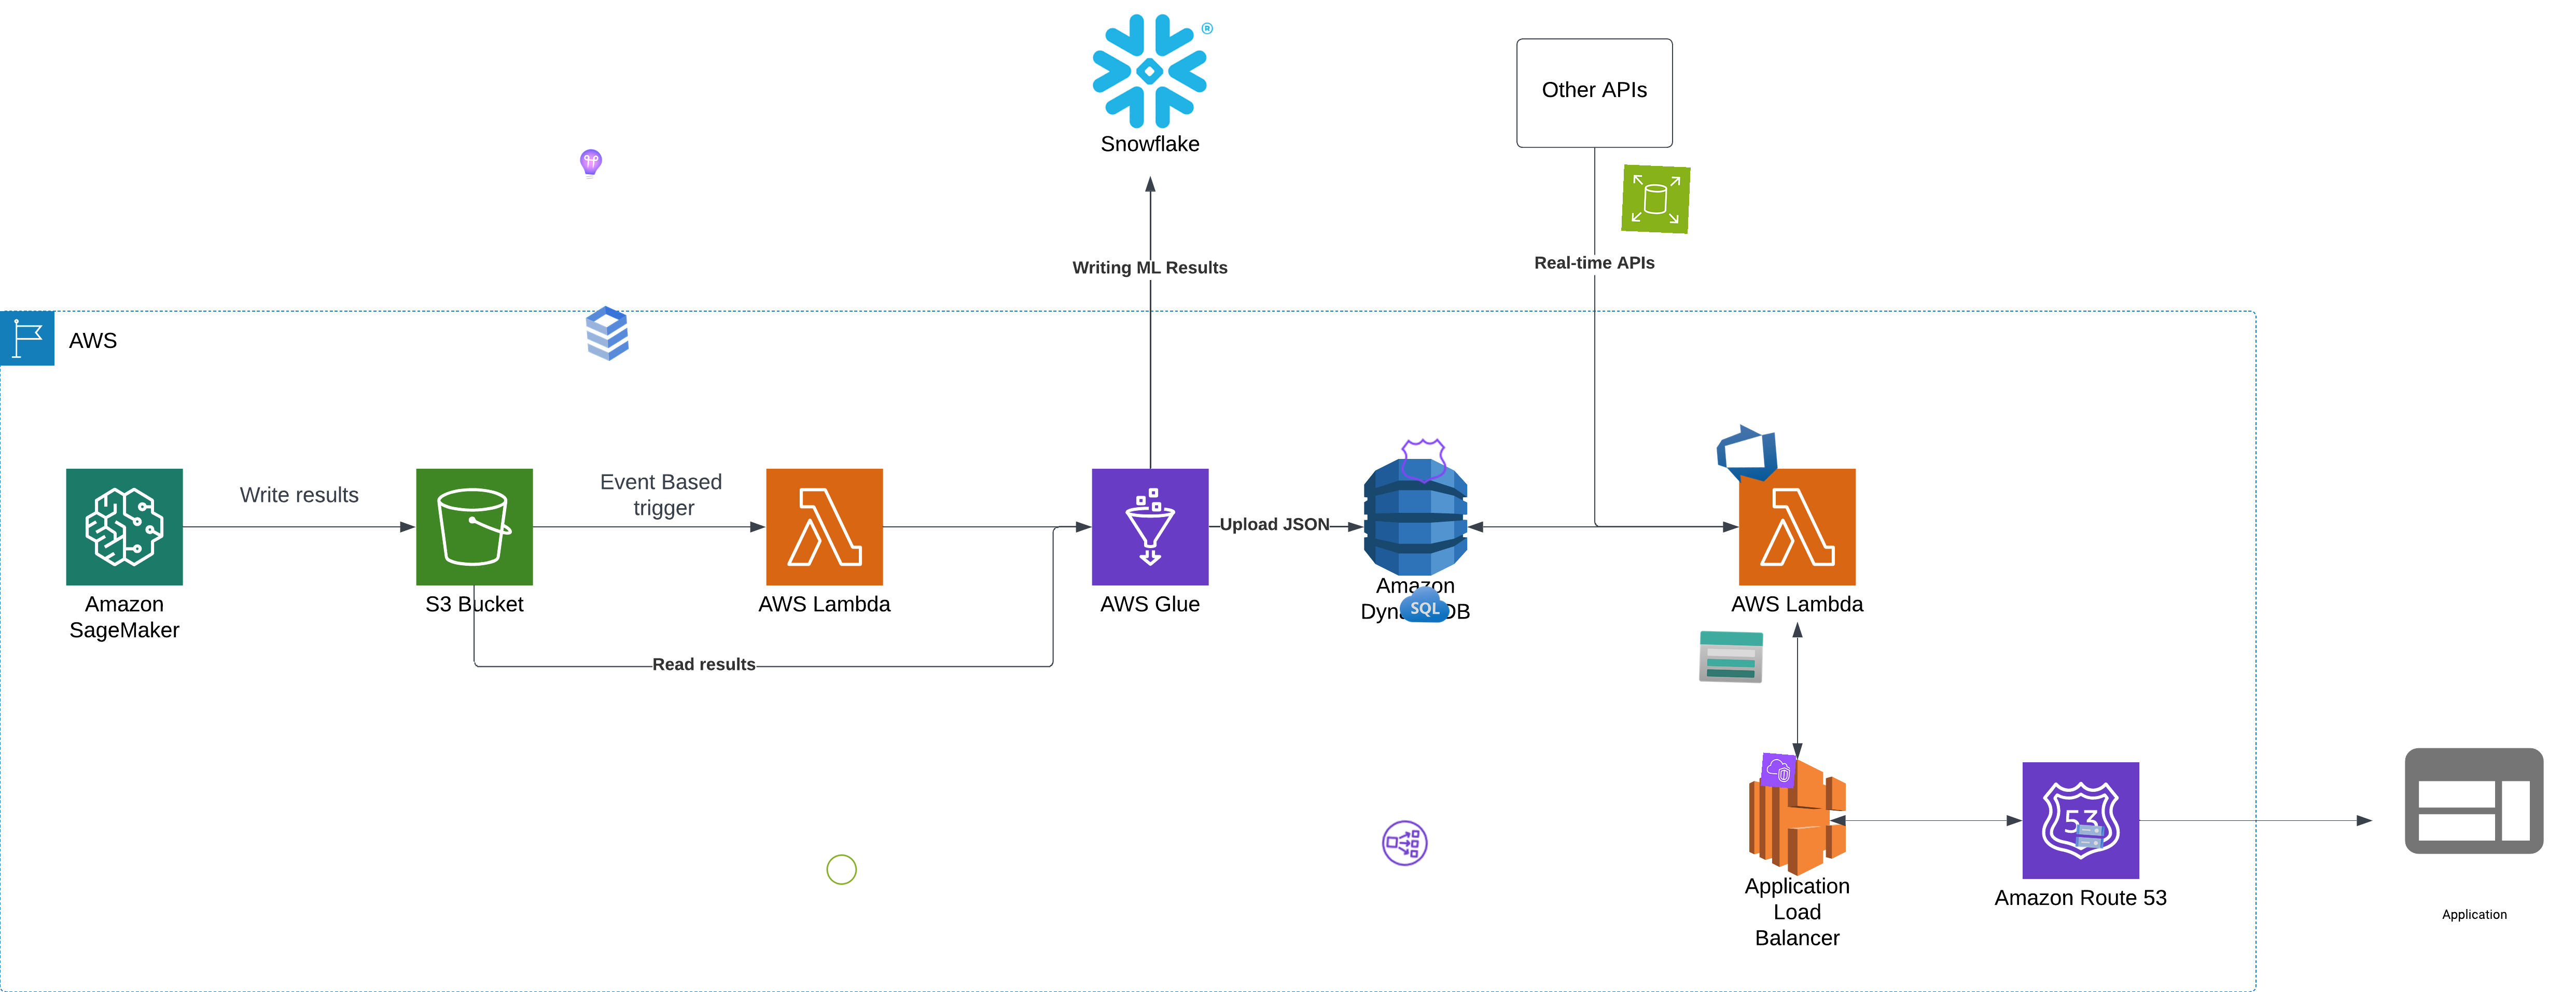 ®
Snowflake
Other APIs
Writing ML Results
Real-time APIs
AWS
Write results
Event Based
trigger
Upload JSON
Amazon
SageMaker
S3 Bucket
AWS Lambda
AWS Glue
Amazon
SQL
AWS Lambda
Read results
53
Application
Load
Balancer
Amazon Route 53
Application